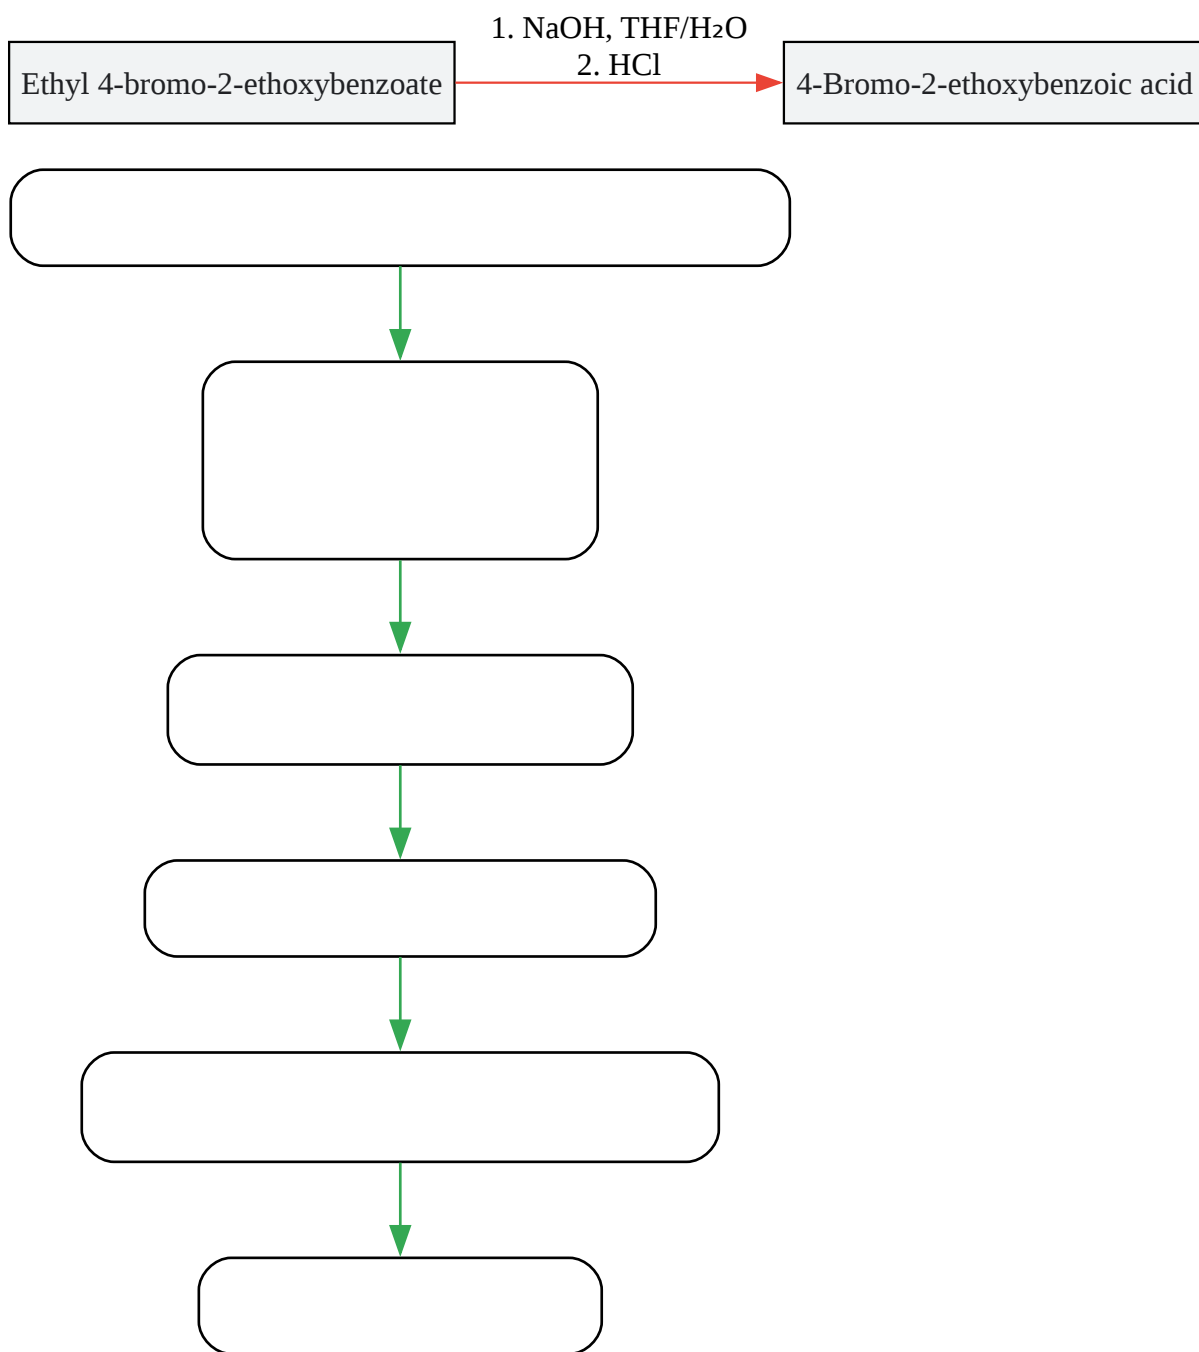 1. NaOH, THF/H₂O
2. HCl
Ethyl 4-bromo-2-ethoxybenzoate
4-Bromo-2-ethoxybenzoic acid